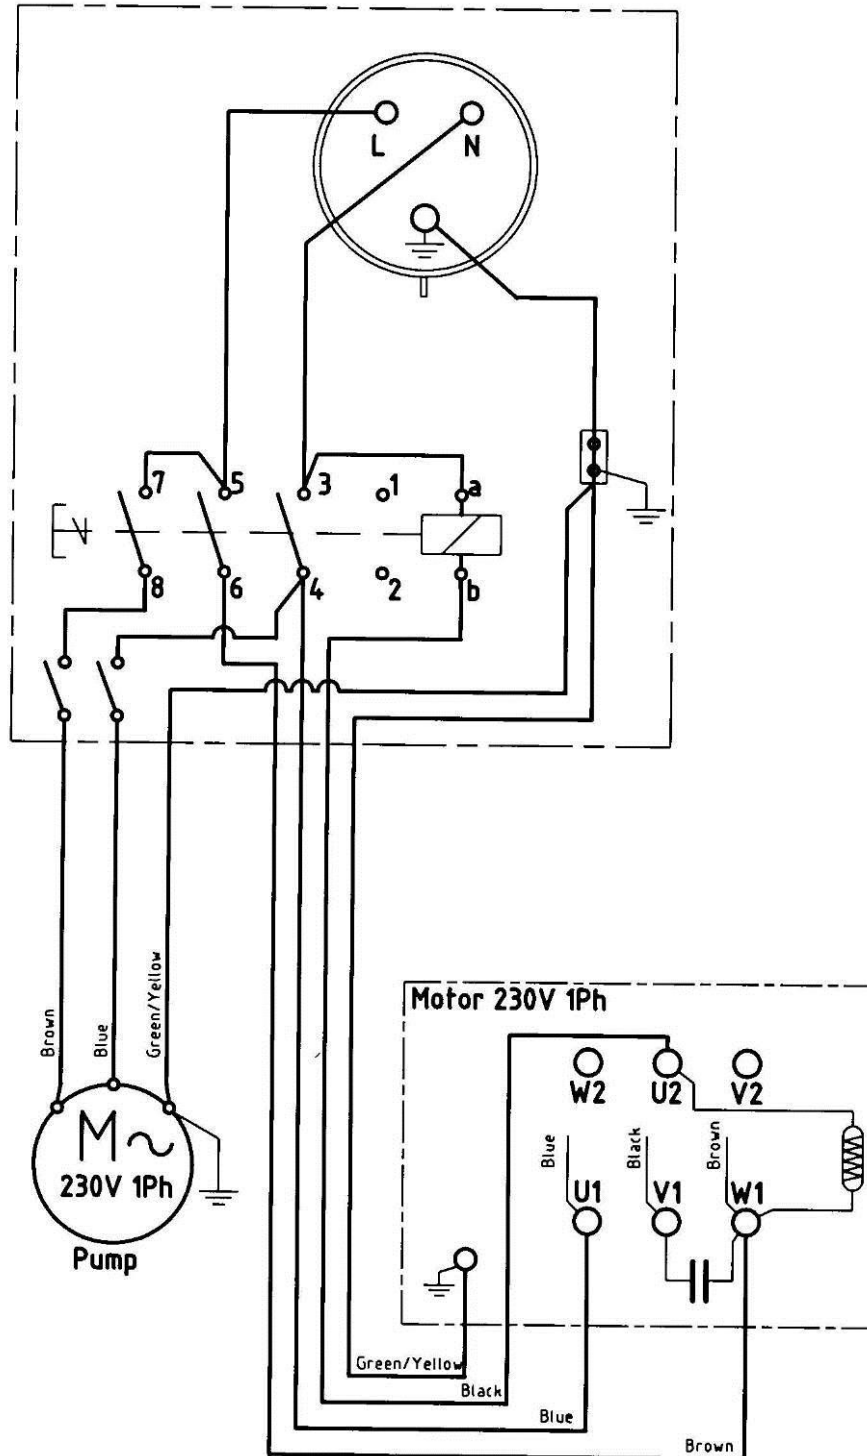 L N
7 5 3 1 a
8 6 4 2 b
Brown
Blue
Green/Yellow
M ~
230V 1Ph
Pump
Motor 230V 1Ph
W2 U2 V2
Blue
Black
Brown
U1 V1 W1
Green/Yellow
Black
Blue
Brown